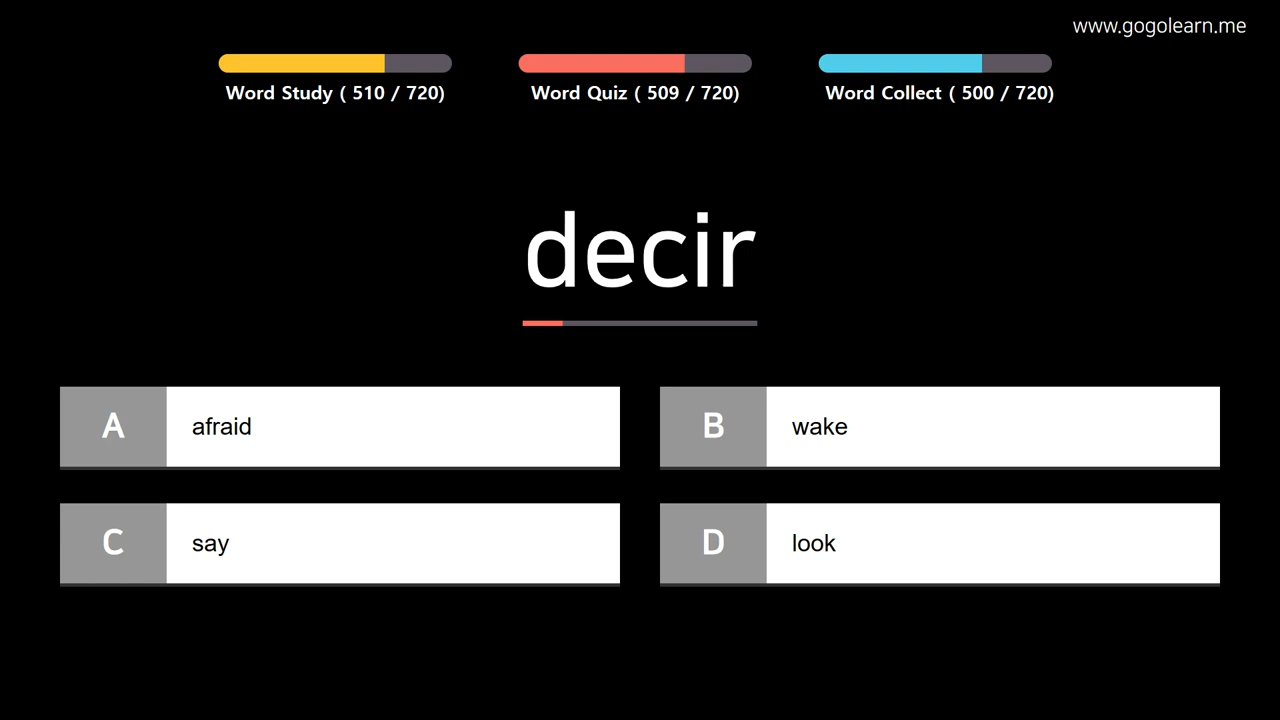 www.gogolearn.me
Word Study ( 510 / 720)
Word Quiz ( 509 / 720)
Word Collect ( 500 / 720)
decir
A afraid
B wake
C say
D look